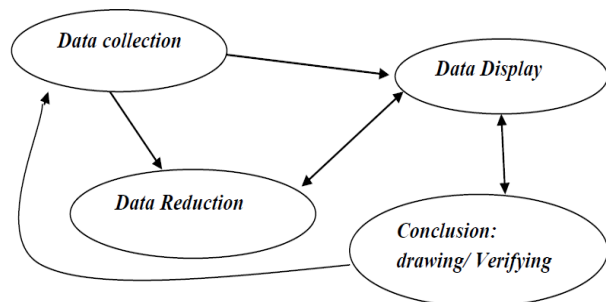 Data collection
Data Display
Data Reduction
Conclusion:
drawing/ Verifying